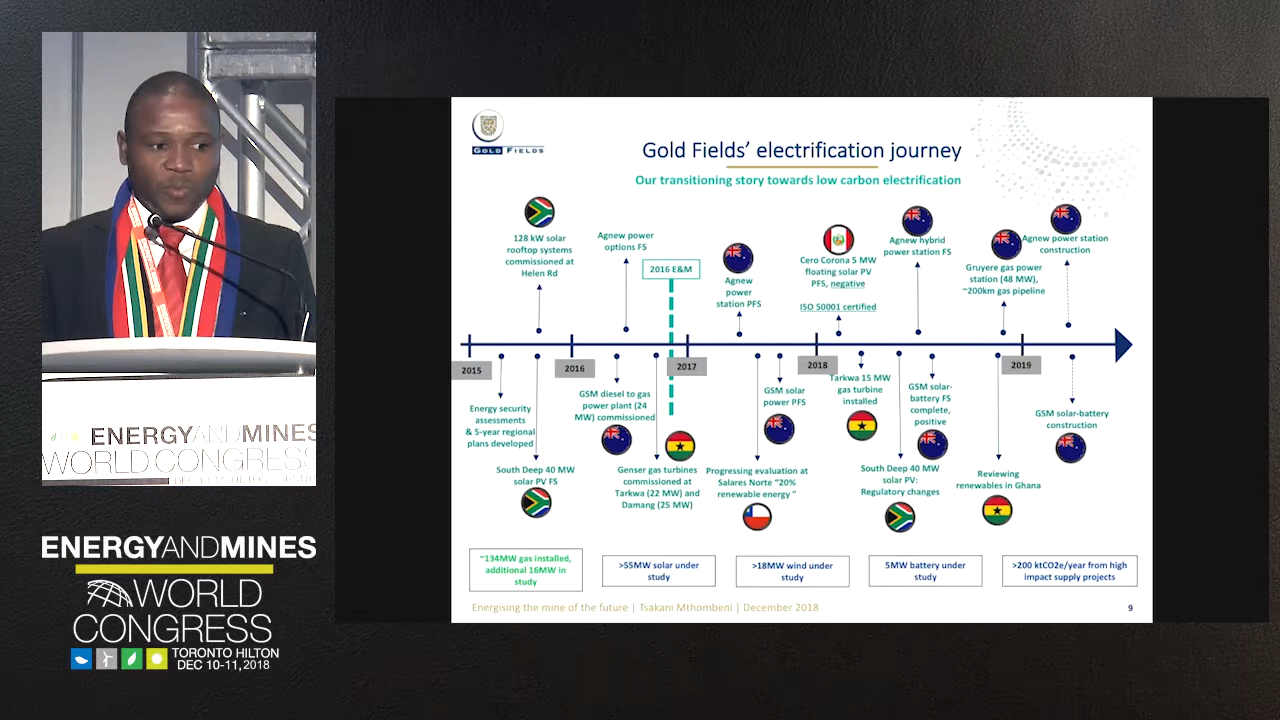 GOLD FIELDS
Gold Fields' electrification journey
Our transitioning story towards low carbon electrification
128 kW solar
rooftop systems
commissioned at
Helen Rd
Agnew power
options FS
2016 E&M
Agnew
power
station PFS
Cero Corona 5 MW
floating solar PV
PFS, negative
ISO 50001 certified
Agnew hybrid
power station FS
Gruyere gas power
station (48 MW),
~200km gas pipeline
Agnew power station
construction
2015
2016
2017
2018
2019
Energy security
assessments
& 5-year regional
plans developed
South Deep 40 MW
solar PV FS
GSM diesel to gas
power plant (24
MW) commissioned
Genser gas turbines
commissioned at
Tarkwa (22 MW) and
Damang (25 MW)
GSM solar
power PFS
Progressing evaluation at
Salares Norte "20%
renewable energy "
Tarkwa 15 MW
gas turbine
installed
South Deep 40 MW
solar PV:
Regulatory changes
GSM solar-
battery FS
complete,
positive
Reviewing
renewables in Ghana
GSM solar-battery
construction
~134MW gas installed,
additional 16MW in
study
>55MW solar under
study
>18MW wind under
study
5MW battery under
study
>200 ktCO2e/year from high
impact supply projects
Energising the mine of the future | Tsakani Mthombeni | December 2018
9
ENERGYANDMINES
WORLD CONGRESS
ENERGYANDMINES
WORLD
CONGRESS
TORONTO HILTON
DEC 10-11, 2018